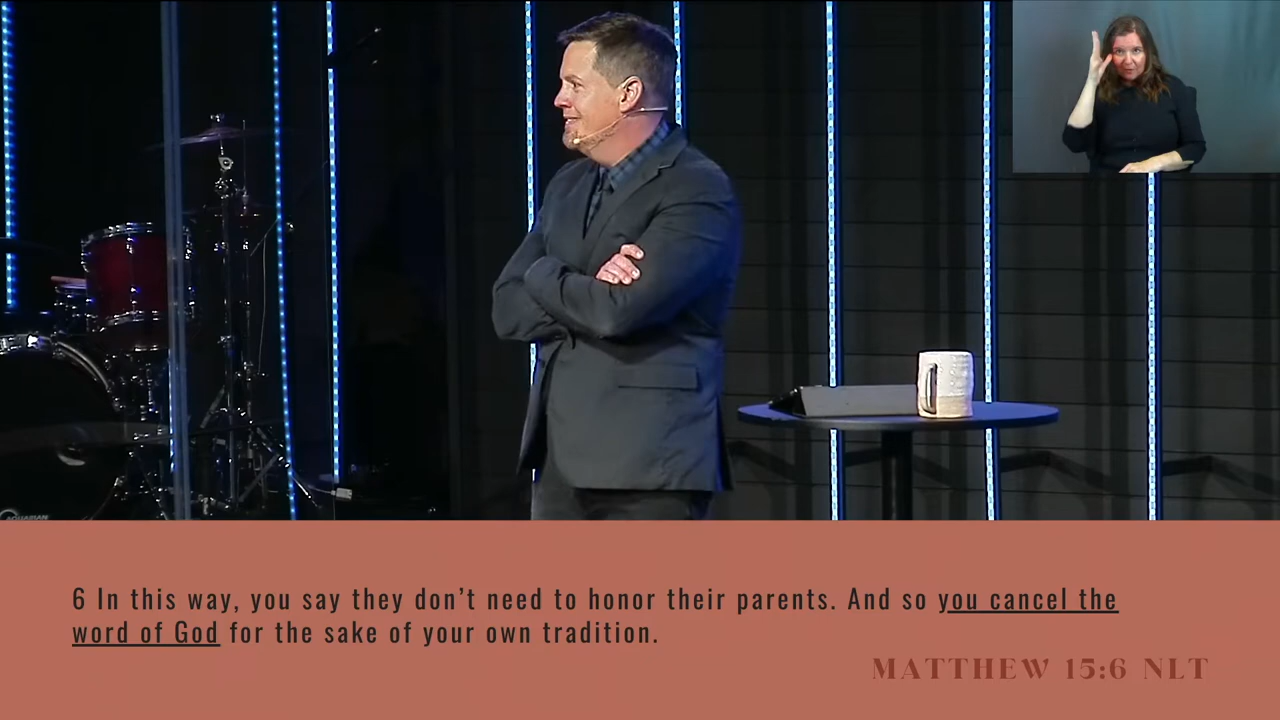 AQUARIAN
6 In this way, you say they don’t need to honor their parents. And so you cancel the
word of God for the sake of your own tradition.
MATTHEW 15:6 NLT